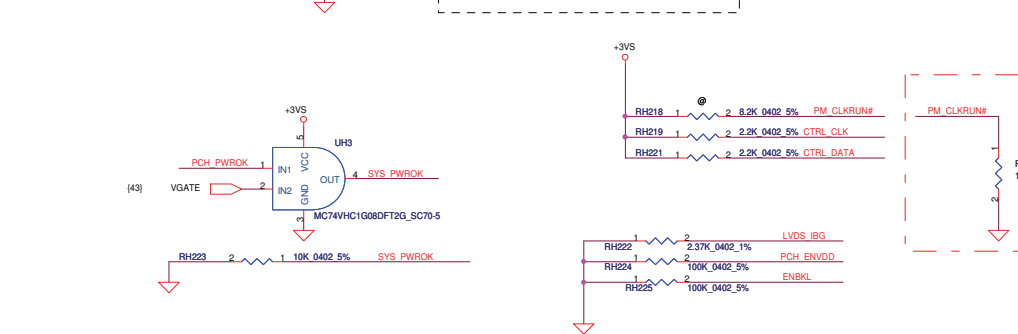 +3VS
@
RH218 1 2 8.2K_0402_5% PM_CLKRUN#
PM_CLKRUN#
+3VS
RH219 1 2 2.2K_0402_5% CTRL_CLK
5
UH3
RH221 1 2 2.2K_0402_5% CTRL_DATA
1
PCH_PWROK 1 IN1 VCC
OUT 4 SYS_PWROK
{43} VGATE 2 IN2 GND
2
3
MC74VHC1G08DFT2G_SC70-5
1 2 LVDS_IBG
RH222 2.37K_0402_1%
RH223 2 1 10K_0402_5% SYS_PWROK
1 2 PCH_ENVDD
RH224 100K_0402_5%
1 2 ENBKL
RH225 100K_0402_5%